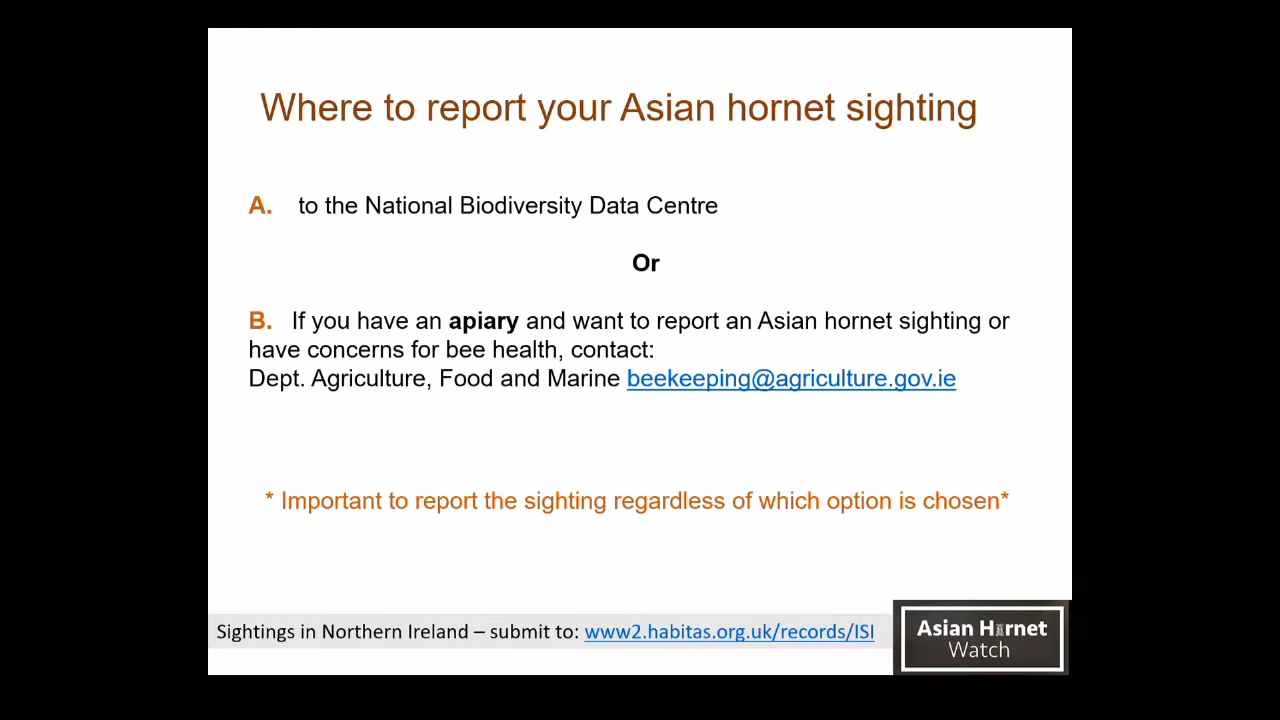 Where to report your Asian hornet sighting
A. to the National Biodiversity Data Centre
Or
B. If you have an apiary and want to report an Asian hornet sighting or
have concerns for bee health, contact:
Dept. Agriculture, Food and Marine beekeeping@agriculture.gov.ie
* Important to report the sighting regardless of which option is chosen*
Sightings in Northern Ireland – submit to: www2.habitas.org.uk/records/ISI
Asian Hornet
Watch